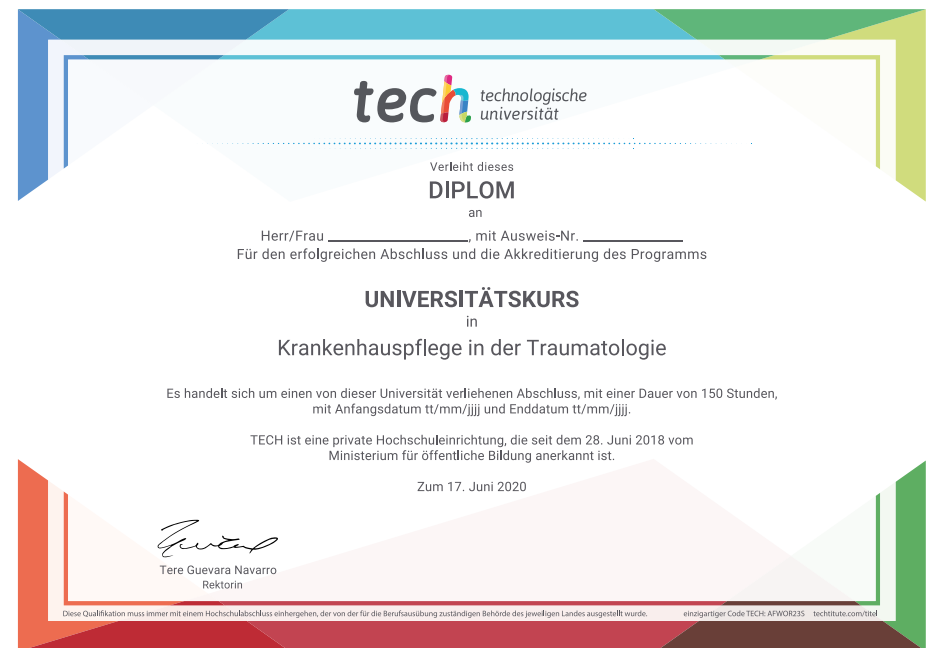 tech technologische
universität
Verleiht dieses
DIPLOM
an
Herr/Frau ____________________, mit Ausweis-Nr. ______________
Für den erfolgreichen Abschluss und die Akkreditierung des Programms
UNIVERSITÄTSKURS
in
Krankenhauspflege in der Traumatologie
Es handelt sich um einen von dieser Universität verliehenen Abschluss, mit einer Dauer von 150 Stunden,
mit Anfangsdatum tt/mm/jjjj und Enddatum tt/mm/jjjj.
TECH ist eine private Hochschuleinrichtung, die seit dem 28. Juni 2018 vom
Ministerium für öffentliche Bildung anerkannt ist.
Zum 17. Juni 2020
Tere Guevara Navarro
Rektorin
Diese Qualifikation muss immer mit einem Hochschulabschluss einhergehen, der von der für die Berufsausübung zuständigen Behörde des jeweiligen Landes ausgestellt wurde. einzigartiger Code TECH: AFWOR23S techtitute.com/titel